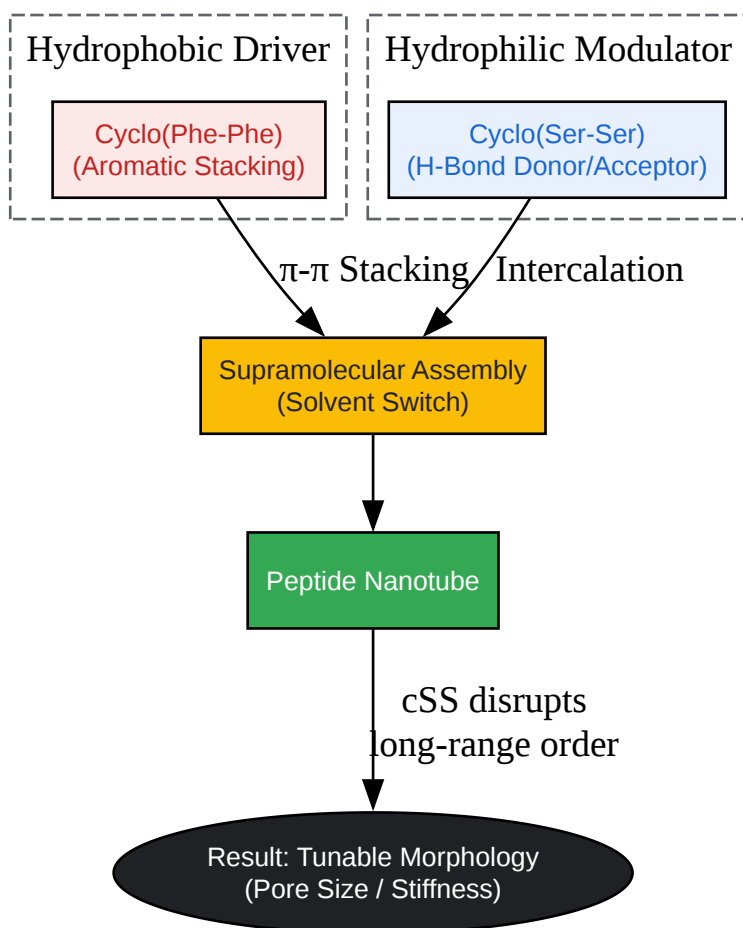 Hydrophobic Driver
Hydrophilic Modulator
Cyclo(Phe-Phe)
(Aromatic Stacking)
Cyclo(Ser-Ser)
(H-Bond Donor/Acceptor)
π-π Stacking
Intercalation
Supramolecular Assembly
(Solvent Switch)
Peptide Nanotube
cSS disrupts
long-range order
Result: Tunable Morphology
(Pore Size / Stiffness)